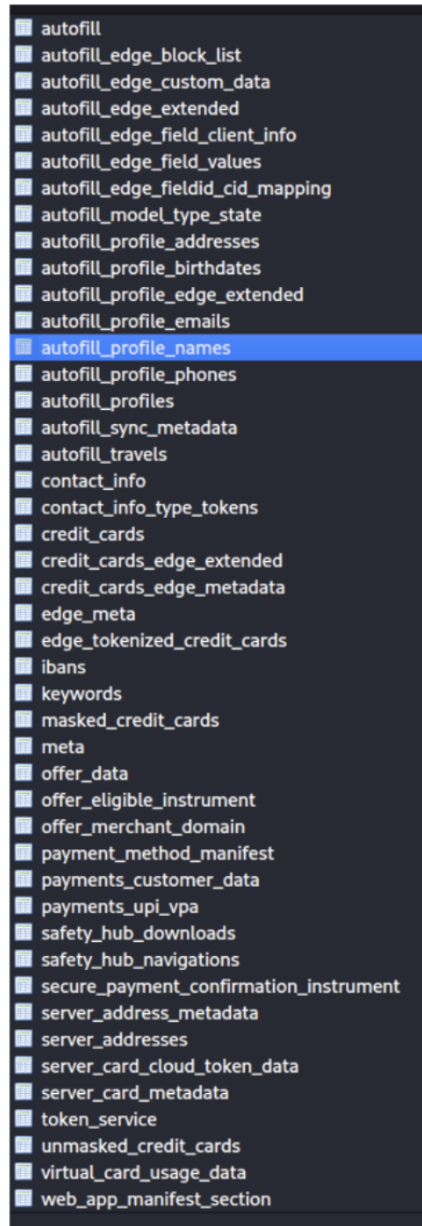 autofill
autofill_edge_block_list
autofill_edge_custom_data
autofill_edge_extended
autofill_edge_field_client_info
autofill_edge_field_values
autofill_edge_fieldid_cid_mapping
autofill_model_type_state
autofill_profile_addresses
autofill_profile_birthdates
autofill_profile_edge_extended
autofill_profile_emails
autofill_profile_names
autofill_profile_phones
autofill_profiles
autofill_sync_metadata
autofill_travels
contact_info
contact_info_type_tokens
credit_cards
credit_cards_edge_extended
credit_cards_edge_metadata
edge_meta
edge_tokenized_credit_cards
ibans
keywords
masked_credit_cards
meta
offer_data
offer_eligible_instrument
offer_merchant_domain
payment_method_manifest
payments_customer_data
payments_upi_vpa
safety_hub_downloads
safety_hub_navigations
secure_payment_confirmation_instrument
server_address_metadata
server_addresses
server_card_cloud_token_data
server_card_metadata
token_service
unmasked_credit_cards
virtual_card_usage_data
web_app_manifest_section